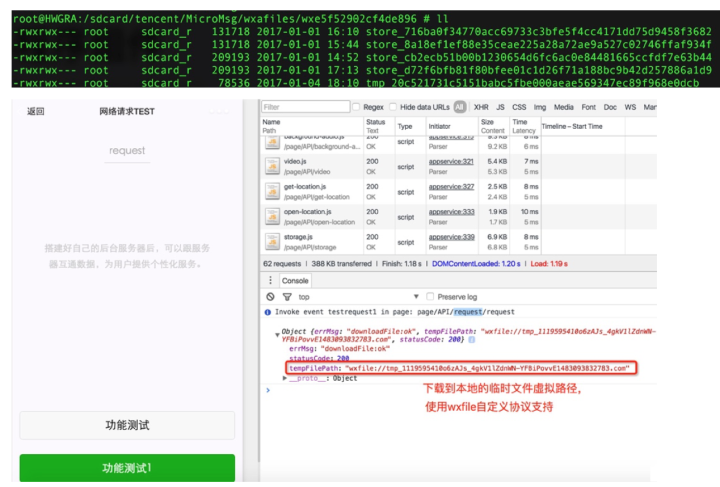 root@HWGRA:/sdcard/tencent/MicroMsg/wxafiles/wxe5f52902cf4de896 # ll
-rwxrwx--- root sdcard_r 131718 2017-01-01 16:10 store_716ba0f34770acc69733c3bfe5f4cc4171dd75d9458f3682
-rwxrwx--- root sdcard_r 131718 2017-01-01 15:44 store_8a18ef1ef88e35ceae225a28a72ae9a527c02746ffaf934f
-rwxrwx--- root sdcard_r 209193 2017-01-01 14:52 store_cb2ecb51b00b1230654d6fc6ac0e84481665ccfdf7e63b44
-rwxrwx--- root sdcard_r 209193 2017-01-01 17:13 store_d72f6bfb81f80bfee01c1d26f71a188bc9b42d257886a1d9
-rwxrwx--- root sdcard_r 78536 2017-01-04 18:10 tmp_20c521731c5151babc5fbe000aeae569347ec89f968e0dcb
返回 网络请求TEST
request
搭建好自己的后台服务器后，可以跟服务
器互通数据，为用户提供个性化服务。
功能测试
功能测试1
Filter Regex Hide data URLs All XHR JS CSS Img Media Font Doc WS Man
Name Status Type Initiator Size Time Timeline – Start Time
Path Text Content Latency
background-audio.js 200 script appservice:315 9.3 KB 8 ms
/page/API/background-a... OK Parser 9.2 KB 6 ms
video.js 200 script appservice:321 5.4 KB 7 ms
/page/API/video OK Parser 5.3 KB 5 ms
get-location.js 200 script appservice:327 2.5 KB 8 ms
/page/API/get-location OK Parser 2.4 KB 5 ms
open-location.js 200 script appservice:333 1.9 KB 10 ms
/page/API/open-location OK Parser 1.7 KB 5 ms
storage.js 200 script appservice:339 6.9 KB 8 ms
/page/API/storage OK Parser 6.8 KB 5 ms
62 requests | 388 KB transferred | Finish: 1.18 s | DOMContentLoaded: 1.20 s | Load: 1.19 s
Console
top Preserve log
Invoke event testrequest1 in page: page/API/request/request
Object {errMsg: "downloadFile:ok", tempFilePath: "wxfile://tmp_1119595410o6zAJs_4gkV1lZdnWN-
YFBiPovvE1483093832783.com", statusCode: 200}
errMsg: "downloadFile:ok"
statusCode: 200
tempFilePath: "wxfile://tmp_1119595410o6zAJs_4gkV1lZdnWN-YFBiPovvE1483093832783.com"
__proto__: Object
下载到本地的临时文件虚拟路径，
使用wxfile自定义协议支持